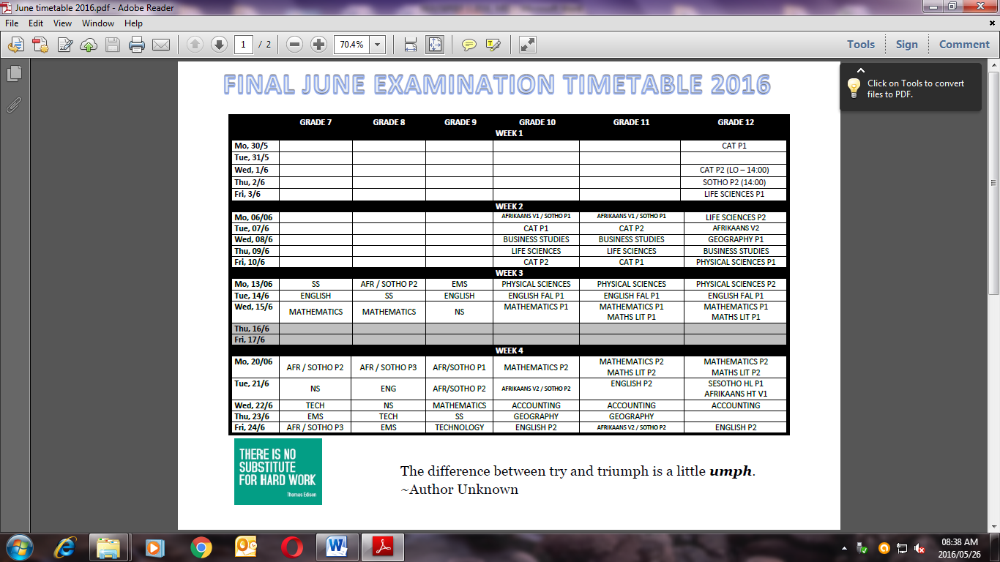 June timetable 2016.pdf - Adobe Reader
File Edit View Window Help
1 / 2 70.4% Tools Sign Comment
Click on Tools to convert
files to PDF.
FINAL JUNE EXAMINATION TIMETABLE 2016
GRADE 7 GRADE 8 GRADE 9 GRADE 10 GRADE 11 GRADE 12
WEEK 1
Mo, 30/5 CAT P1
Tue, 31/5
Wed, 1/6 CAT P2 (LO – 14:00)
Thu, 2/6 SOTHO P2 (14:00)
Fri, 3/6 LIFE SCIENCES P1
WEEK 2
Mo, 06/06 AFRIKAANS V1 / SOTHO P1 AFRIKAANS V1 / SOTHO P1 LIFE SCIENCES P2
Tue, 07/6 CAT P1 CAT P2 AFRIKAANS V2
Wed, 08/6 BUSINESS STUDIES BUSINESS STUDIES GEOGRAPHY P1
Thu, 09/6 LIFE SCIENCES LIFE SCIENCES BUSINESS STUDIES
Fri, 10/6 CAT P2 CAT P1 PHYSICAL SCIENCES P1
WEEK 3
Mo, 13/06 SS AFR / SOTHO P2 EMS PHYSICAL SCIENCES PHYSICAL SCIENCES PHYSICAL SCIENCES P2
Tue, 14/6 ENGLISH SS ENGLISH ENGLISH FAL P1 ENGLISH FAL P1 ENGLISH FAL P1
Wed, 15/6 MATHEMATICS MATHEMATICS NS MATHEMATICS P1 MATHEMATICS P1 MATHEMATICS P1
MATHS LIT P1 MATHS LIT P1
Thu, 16/6
Fri, 17/6
WEEK 4
Mo, 20/06 AFR / SOTHO P2 AFR / SOTHO P3 AFR/SOTHO P1 MATHEMATICS P2 MATHEMATICS P2 MATHEMATICS P2
MATHS LIT P2 MATHS LIT P2
Tue, 21/6 NS ENG AFR/SOTHO P2 AFRIKAANS V2 / SOTHO P2 ENGLISH P2 SESOTHO HL P1
AFRIKAANS HT V1
Wed, 22/6 TECH NS MATHEMATICS ACCOUNTING ACCOUNTING ACCOUNTING
Thu, 23/6 EMS TECH SS GEOGRAPHY GEOGRAPHY
Fri, 24/6 AFR / SOTHO P3 EMS TECHNOLOGY ENGLISH P2 AFRIKAANS V2 / SOTHO P2 ENGLISH P2
THERE IS NO
SUBSTITUTE
FOR HARD WORK
Thomas Edison
The difference between try and triumph is a little umph.
~Author Unknown
08:38 AM
2016/05/26